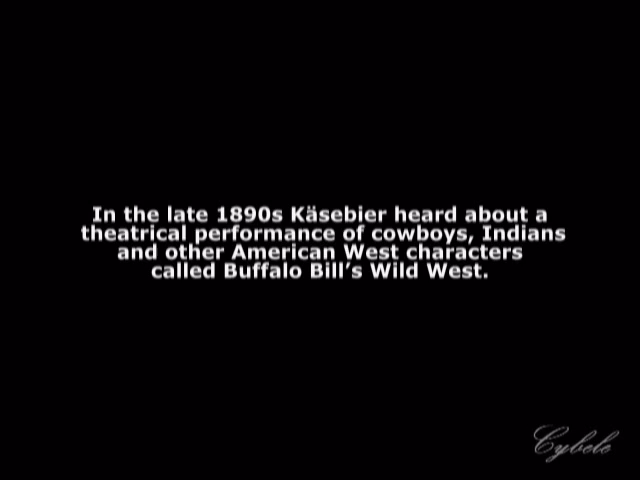 In the late 1890s Käsebier heard about a
theatrical performance of cowboys, Indians
and other American West characters
called Buffalo Bill’s Wild West.
Cybele